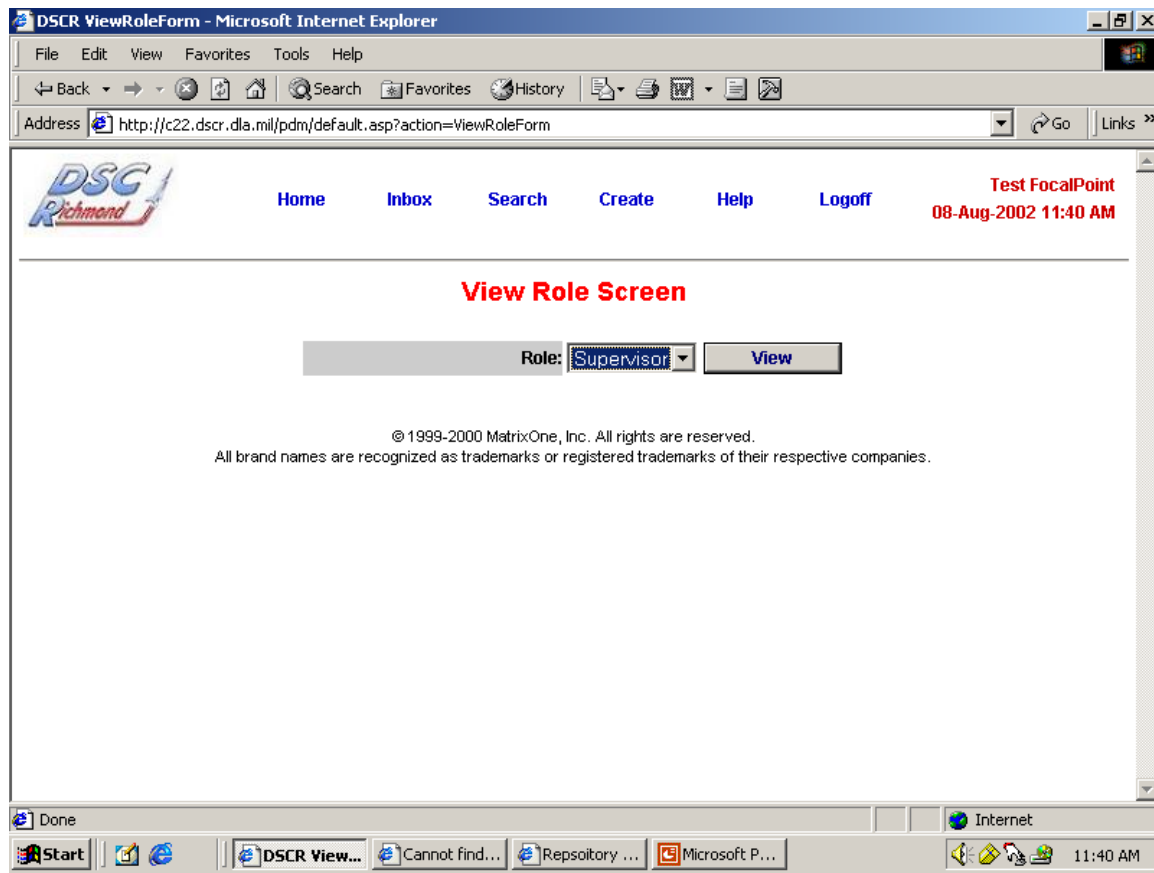 DSCR ViewRoleForm - Microsoft Internet Explorer
File Edit View Favorites Tools Help
Back Search Favorites History
Address http://c22.dscr.dla.mil/pdm/default.asp?action=ViewRoleForm Go Links »
DSC
Richmond
Home Inbox Search Create Help Logoff
Test FocalPoint
08-Aug-2002 11:40 AM
View Role Screen
Role: Supervisor View
© 1999-2000 MatrixOne, Inc. All rights are reserved.
All brand names are recognized as trademarks or registered trademarks of their respective companies.
Done Internet
Start DSCR View... Cannot find... Repsoitory ... Microsoft P... 11:40 AM